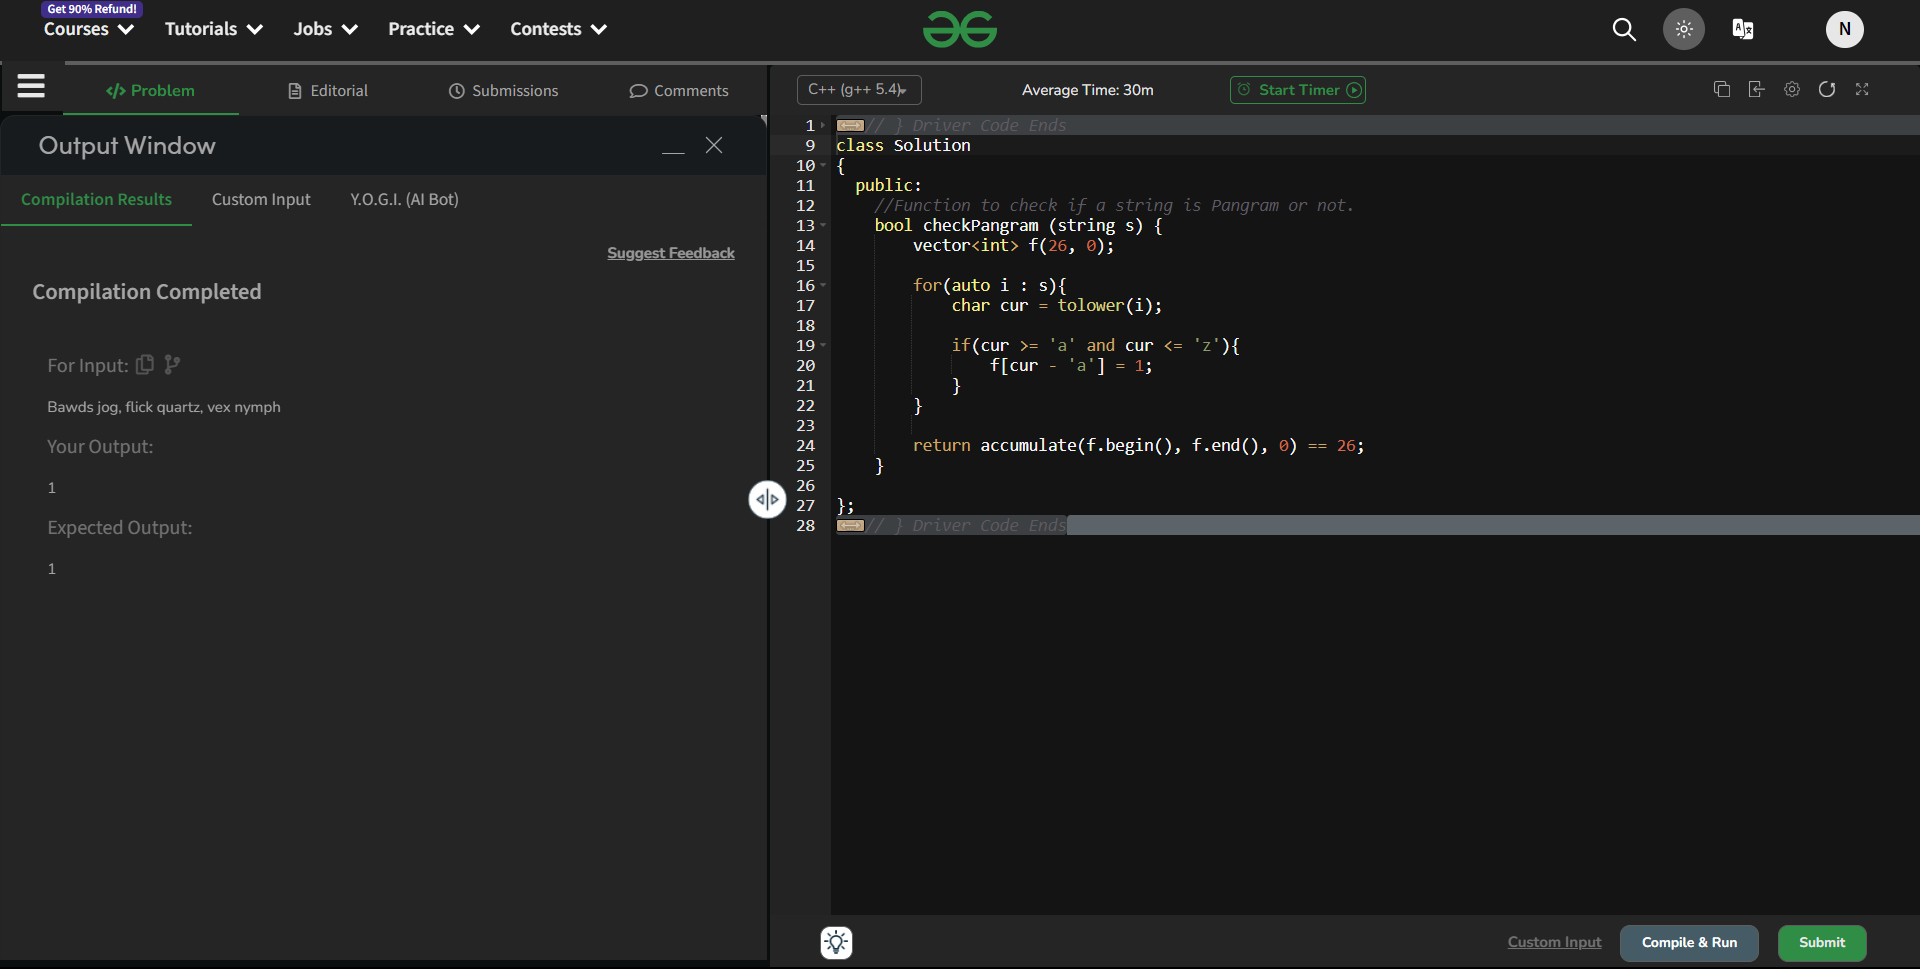 Get 90% Refund!
Courses Tutorials Jobs Practice Contests
N
Problem Editorial Submissions Comments
Output Window
Compilation Results Custom Input Y.O.G.I. (AI Bot)
Suggest Feedback
Compilation Completed
For Input:
Bawds jog, flick quartz, vex nymph
Your Output:
1
Expected Output:
1
C++ (g++ 5.4) Average Time: 30m Start Timer
1 // } Driver Code Ends
9 class Solution
10 {
11   public:
12     //Function to check if a string is Pangram or not.
13     bool checkPangram (string s) {
14         vector<int> f(26, 0);
15
16         for(auto i : s){
17             char cur = tolower(i);
18
19             if(cur >= 'a' and cur <= 'z'){
20                 f[cur - 'a'] = 1;
21             }
22         }
23
24         return accumulate(f.begin(), f.end(), 0) == 26;
25     }
26
27 };
28 // } Driver Code Ends
Custom Input Compile & Run Submit